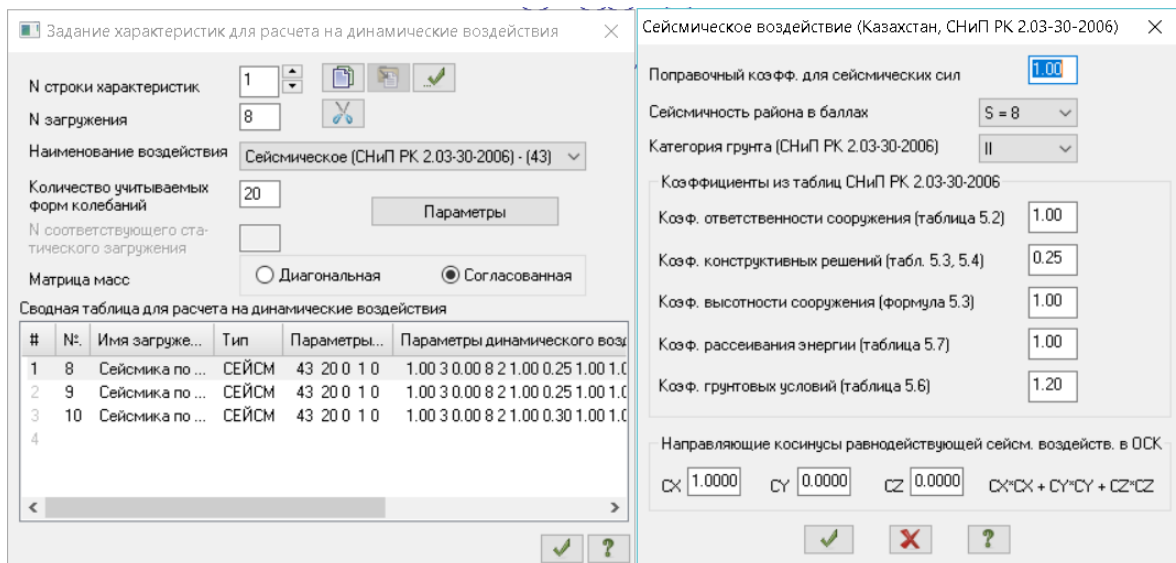 Задание характеристик для расчета на динамические воздействия
N строки характеристик
1
N загружения
8
Наименование воздействия
Сейсмическое (СНиП РК 2.03-30-2006) - (43)
Количество учитываемых
форм колебаний
20
Параметры
N соответствующего ста-
тического загружения
Матрица масс
Диагональная
Согласованная
Сводная таблица для расчета на динамические воздействия
# №. Имя загруже... Тип Параметры... Параметры динамического возд
1 8 Сейсмика по ... СЕЙСМ 43 20 0 1 0 1.00 3 0.00 8 2 1.00 0.25 1.00 1.0
2 9 Сейсмика по ... СЕЙСМ 43 20 0 1 0 1.00 3 0.00 8 2 1.00 0.25 1.00 1.0
3 10 Сейсмика по ... СЕЙСМ 43 20 0 1 0 1.00 3 0.00 8 2 1.00 0.30 1.00 1.0
4
Сейсмическое воздействие (Казахстан, СНиП РК 2.03-30-2006)
Поправочный коэфф. для сейсмических сил
1.00
Сейсмичность района в баллах
S = 8
Категория грунта (СНиП РК 2.03-30-2006)
II
Коэффициенты из таблиц СНиП РК 2.03-30-2006
Коэф. ответственности сооружения (таблица 5.2)
1.00
Коэф. конструктивных решений (табл. 5.3, 5.4)
0.25
Коэф. высотности сооружения (формула 5.3)
1.00
Коэф. рассеивания энергии (таблица 5.7)
1.00
Коэф. грунтовых условий (таблица 5.6)
1.20
Направляющие косинусы равнодействующей сейсм. воздейств. в ОСК
CX 1.0000 CY 0.0000 CZ 0.0000 CX*CX + CY*CY + CZ*CZ